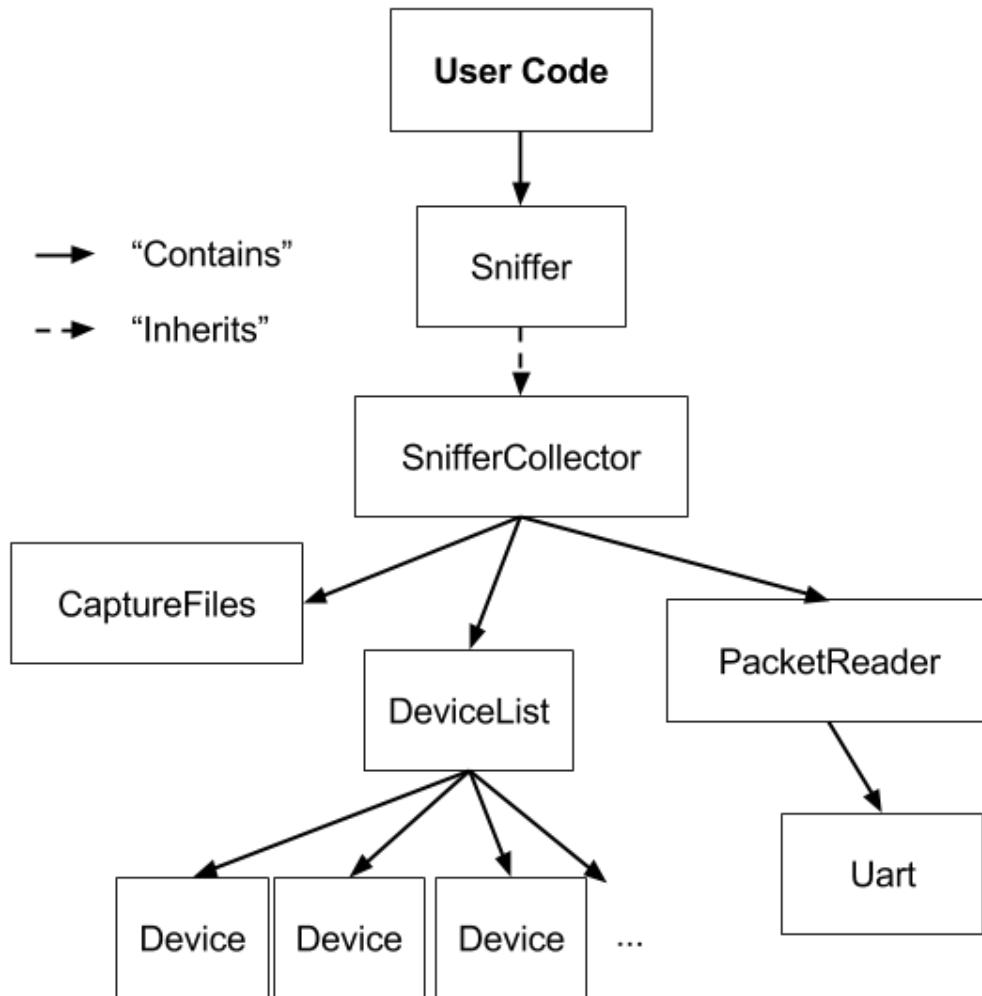 User Code
Sniffer
“Contains”
“Inherits”
SnifferCollector
CaptureFiles
PacketReader
DeviceList
Uart
Device
Device
Device
...